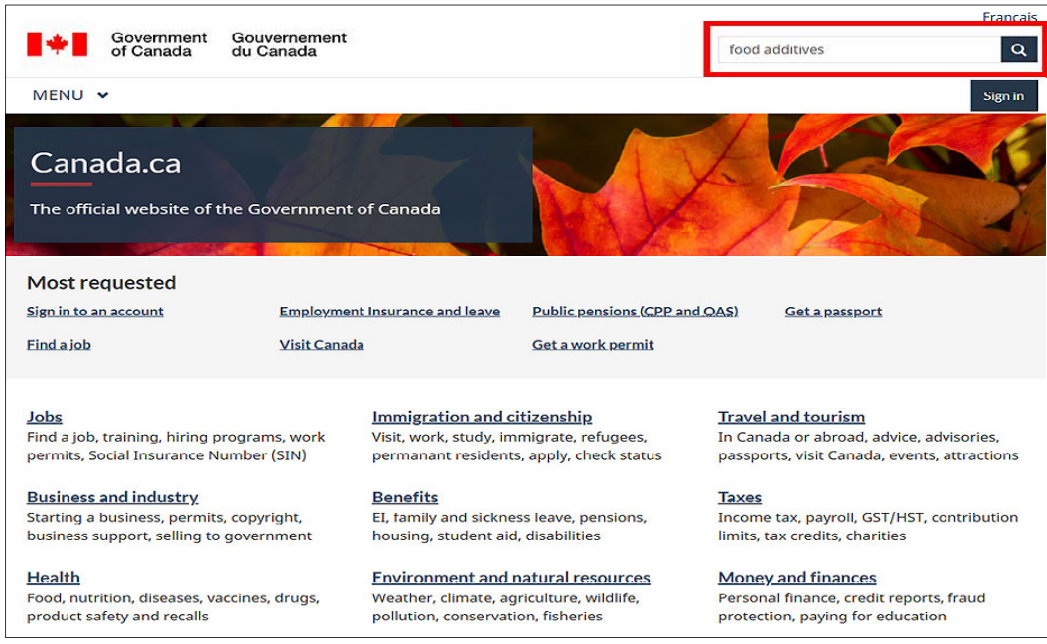 Français
Government of Canada
Gouvernement du Canada
food additives
MENU
Sign in
Canada.ca
The official website of the Government of Canada
Most requested
Sign in to an account
Employment Insurance and leave
Public pensions (CPP and OAS)
Get a passport
Find a job
Visit Canada
Get a work permit
Jobs
Find a job, training, hiring programs, work
permits, Social Insurance Number (SIN)
Immigration and citizenship
Visit, work, study, immigrate, refugees,
permanant residents, apply, check status
Travel and tourism
In Canada or abroad, advice, advisories,
passports, visit Canada, events, attractions
Business and industry
Starting a business, permits, copyright,
business support, selling to government
Benefits
EI, family and sickness leave, pensions,
housing, student aid, disabilities
Taxes
Income tax, payroll, GST/HST, contribution
limits, tax credits, charities
Health
Food, nutrition, diseases, vaccines, drugs,
product safety and recalls
Environment and natural resources
Weather, climate, agriculture, wildlife,
pollution, conservation, fisheries
Money and finances
Personal finance, credit reports, fraud
protection, paying for education